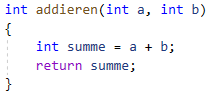 int addieren(int a, int b)
{
    int summe = a + b;
    return summe;
}